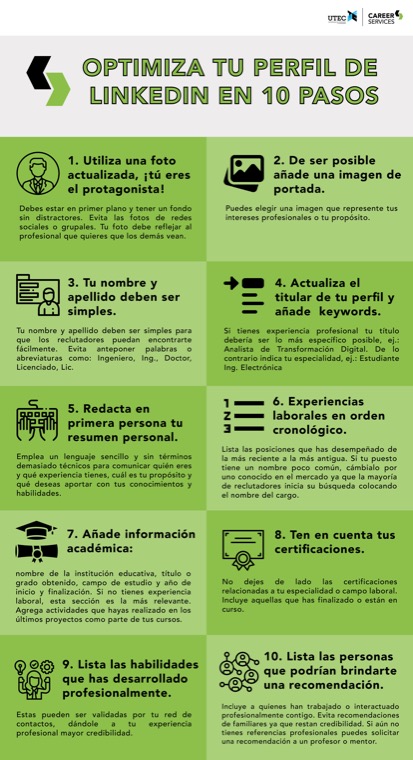 UTEC
CAREER
SERVICES
OPTIMIZA TU PERFIL DE
LINKEDIN EN 10 PASOS
1. Utiliza una foto
actualizada, ¡tú eres
el protagonista!
Debes estar en primer plano y tener un fondo
sin distractores. Evita las fotos de redes
sociales o grupales. Tu foto debe reflejar al
profesional que quieres que los demás vean.
2. De ser posible
añade una imagen de
portada.
Puedes elegir una imagen que represente tus
intereses profesionales o tu propósito.
3. Tu nombre y
apellido deben ser
simples.
Tu nombre y apellido deben ser simples para
que los reclutadores puedan encontrarte
fácilmente. Evita anteponer palabras o
abreviaturas como: Ingeniero, Ing., Doctor,
Licenciado, Lic.
4. Actualiza el
titular de tu perfil y
añade keywords.
Si tienes experiencia profesional tu título
debería ser lo más específico posible, ej.:
Analista de Transformación Digital. De lo
contrario indica tu especialidad, ej.: Estudiante
Ing. Electrónica
5. Redacta en
primera persona tu
resumen personal.
Emplea un lenguaje sencillo y sin términos
demasiado técnicos para comunicar quién eres
y qué experiencia tienes, cuál es tu propósito y
qué deseas aportar con tus conocimientos y
habilidades.
1
2
3
6. Experiencias
laborales en orden
cronológico.
Lista las posiciones que has desempeñado de
la más reciente a la más antigua. Si tu puesto
tiene un nombre poco común, cámbialo por
uno conocido en el mercado ya que la mayoría
de reclutadores inicia su búsqueda colocando
el nombre del cargo.
7. Añade información
académica:
nombre de la institución educativa, título o
grado obtenido, campo de estudio y año de
inicio y finalización. Si no tienes experiencia
laboral, esta sección es la más relevante.
Agrega actividades que hayas realizado en los
últimos proyectos como parte de tus cursos.
8. Ten en cuenta tus
certificaciones.
No dejes de lado las certificaciones
relacionadas a tu especialidad o campo laboral.
Incluye aquellas que has finalizado o están en
curso.
9. Lista las habilidades
que has desarrollado
profesionalmente.
Estas pueden ser validadas por tu red de
contactos, dándole a tu experiencia
profesional mayor credibilidad.
10. Lista las personas
que podrían brindarte
una recomendación.
Incluye a quienes han trabajado o interactuado
profesionalmente contigo. Evita recomendaciones
de familiares ya que restan credibilidad. Si aún no
tienes referencias profesionales puedes solicitar
una recomendación a un profesor o mentor.